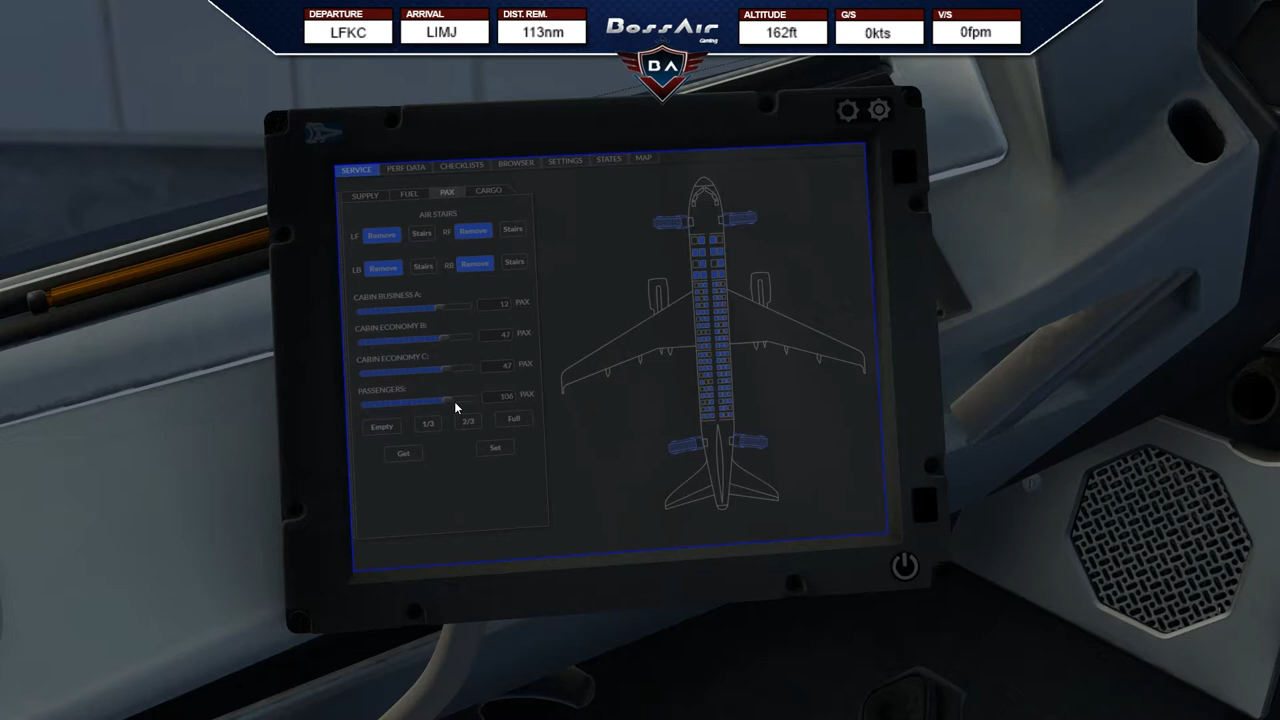 DEPARTURE ARRIVAL DIST. REM. BossAir ALTITUDE G/S V/S
LFKC LIMJ 113nm Gaming 162ft 0kts 0fpm
BA
SERVICE PERF DATA CHECKLISTS BROWSER SETTINGS STATES MAP
SUPPLY FUEL PAX CARGO
AIR STAIRS
LF Remove Stairs RF Remove Stairs
LB Remove Stairs RB Remove Stairs
CABIN BUSINESS A:
12 PAX
CABIN ECONOMY B:
47 PAX
CABIN ECONOMY C:
47 PAX
PASSENGERS:
106 PAX
Empty 1/3 2/3 Full
Get Set